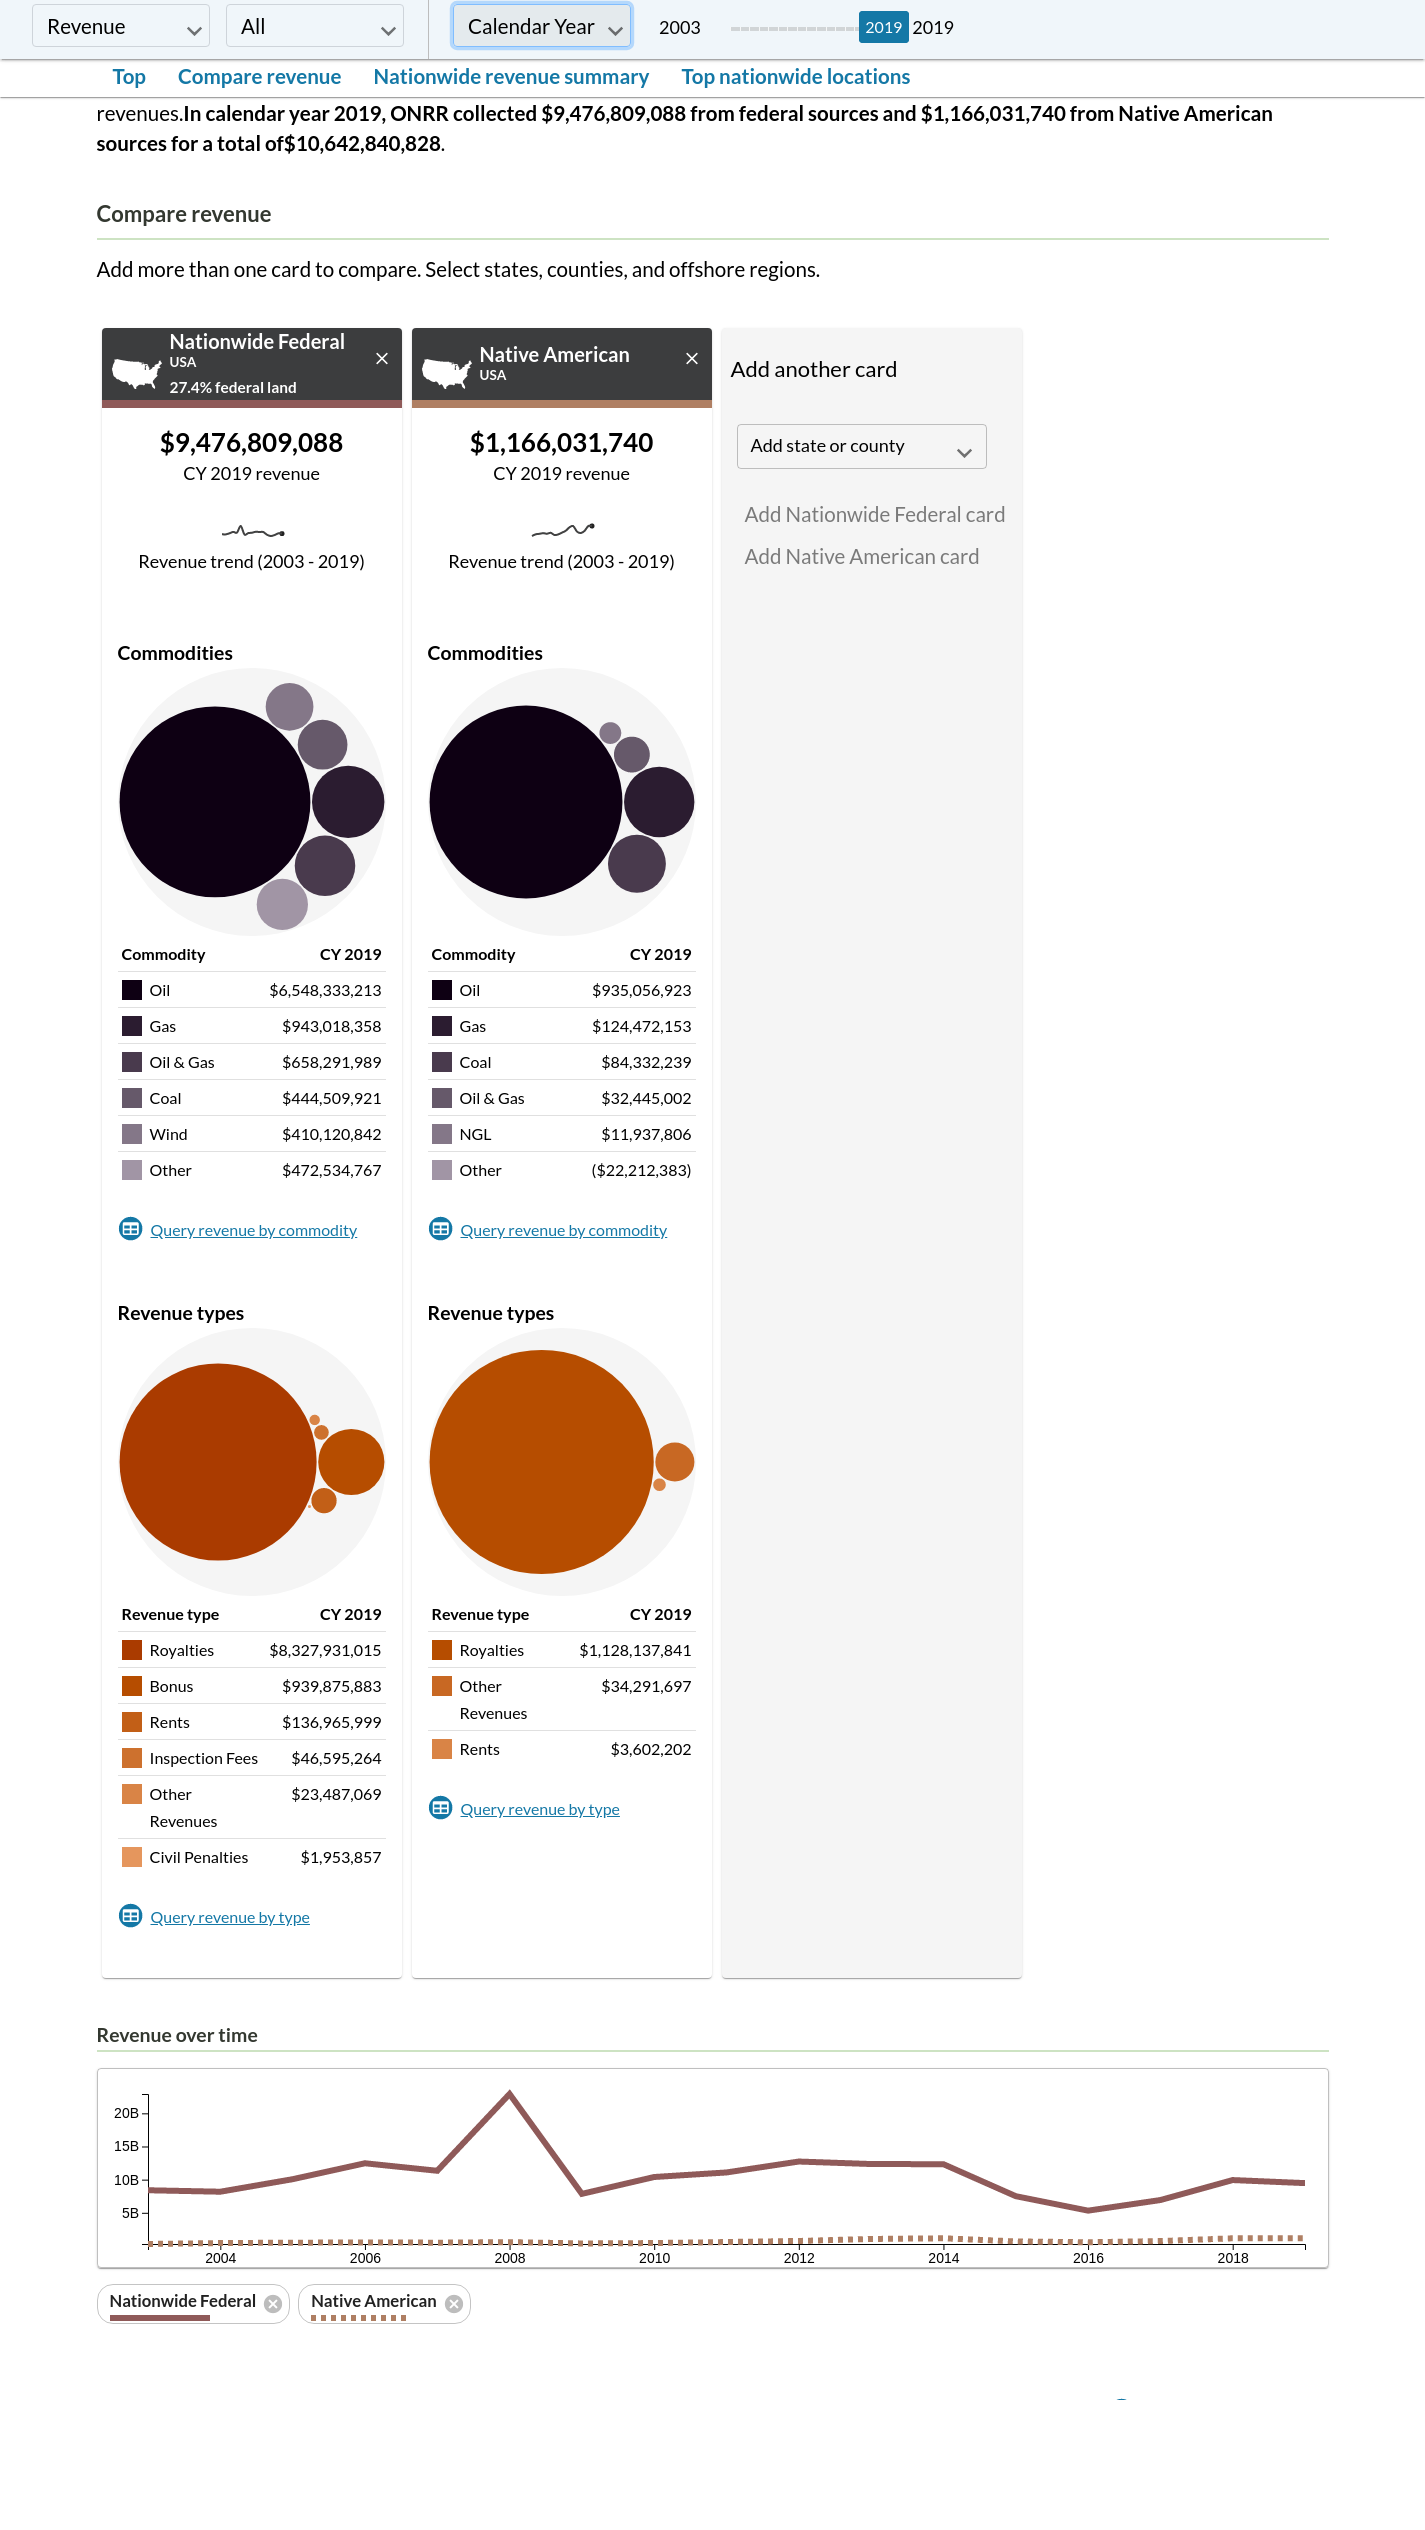 Revenue
All
Calendar Year
2003
2019
2019
Top
Compare revenue
Nationwide revenue summary
Top nationwide locations
revenues.In calendar year 2019, ONRR collected $9,476,809,088 from federal sources and $1,166,031,740 from Native American
sources for a total of$10,642,840,828.
Compare revenue
Add more than one card to compare. Select states, counties, and offshore regions.
Nationwide Federal
USA
27.4% federal land
$9,476,809,088
CY 2019 revenue
Revenue trend (2003 - 2019)
Commodities
Commodity CY 2019
Oil $6,548,333,213
Gas $943,018,358
Oil & Gas $658,291,989
Coal $444,509,921
Wind $410,120,842
Other $472,534,767
Query revenue by commodity
Revenue types
Revenue type CY 2019
Royalties $8,327,931,015
Bonus $939,875,883
Rents $136,965,999
Inspection Fees $46,595,264
Other $23,487,069
Revenues
Civil Penalties $1,953,857
Query revenue by type
Native American
USA
$1,166,031,740
CY 2019 revenue
Revenue trend (2003 - 2019)
Commodities
Commodity CY 2019
Oil $935,056,923
Gas $124,472,153
Coal $84,332,239
Oil & Gas $32,445,002
NGL $11,937,806
Other ($22,212,383)
Query revenue by commodity
Revenue types
Revenue type CY 2019
Royalties $1,128,137,841
Other $34,291,697
Revenues
Rents $3,602,202
Query revenue by type
Add another card
Add state or county
Add Nationwide Federal card
Add Native American card
Revenue over time
20B
15B
10B
5B
2004 2006 2008 2010 2012 2014 2016 2018
Nationwide Federal
Native American